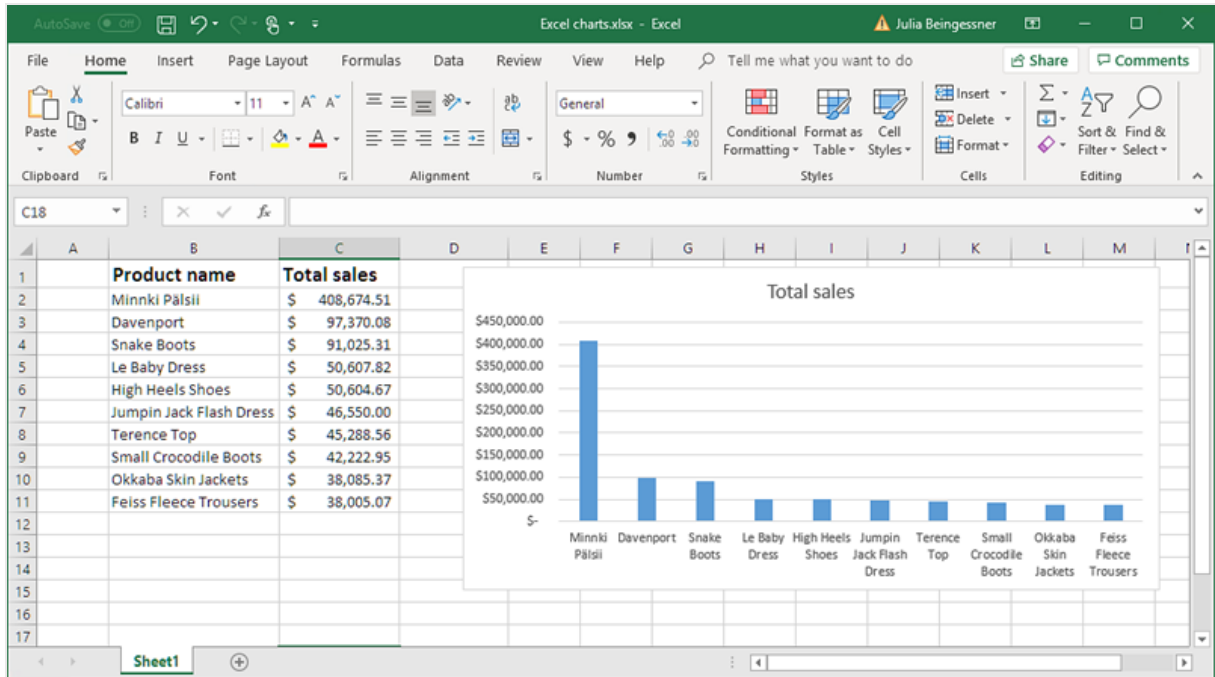 AutoSave Off Excel charts.xlsx - Excel Julia Beingessner
File Home Insert Page Layout Formulas Data Review View Help Tell me what you want to do Share Comments
Paste Calibri 11 A A ab General Insert Σ A Z
B I U A $ % , Conditional Format as Cell Delete Sort & Find &
Formatting Table Styles Format Filter Select
Clipboard Font Alignment Number Styles Cells Editing
C18 fx
A B C D E F G H I J K L M
1 Product name Total sales
2 Minnki Pälsii $ 408,674.51
3 Davenport $ 97,370.08
4 Snake Boots $ 91,025.31
5 Le Baby Dress $ 50,607.82
6 High Heels Shoes $ 50,604.67
7 Jumpin Jack Flash Dress $ 46,550.00
8 Terence Top $ 45,288.56
9 Small Crocodile Boots $ 42,222.95
10 Okkaba Skin Jackets $ 38,085.37
11 Feiss Fleece Trousers $ 38,005.07
12
13
14
15
16
17
Total sales
$450,000.00
$400,000.00
$350,000.00
$300,000.00
$250,000.00
$200,000.00
$150,000.00
$100,000.00
$50,000.00
$-
Minnki Davenport Snake Le Baby High Heels Jumpin Terence Small Okkaba Feiss
Pälsii Boots Dress Shoes Jack Flash Top Crocodile Skin Fleece
Dress Boots Jackets Trousers
Sheet1